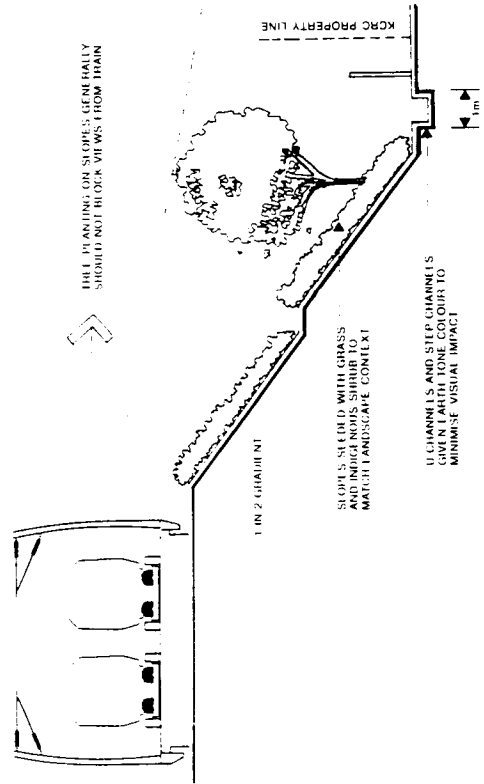 TREE PLANTING ON SLOPES GENERALLY
SHOULD NOT BLOCK VIEWS FROM TRAIN
KCRC PROPERTY LINE
1 IN 2 GRADIENT
SLOPES SEEDED WITH GRASS
AND INDIGENOUS SHRUB TO
MATCH LANDSCAPE CONTEXT
U CHANNELS AND STEP CHANNELS
GIVEN EARTH TONE COLOUR TO
MINIMISE VISUAL IMPACT
1m